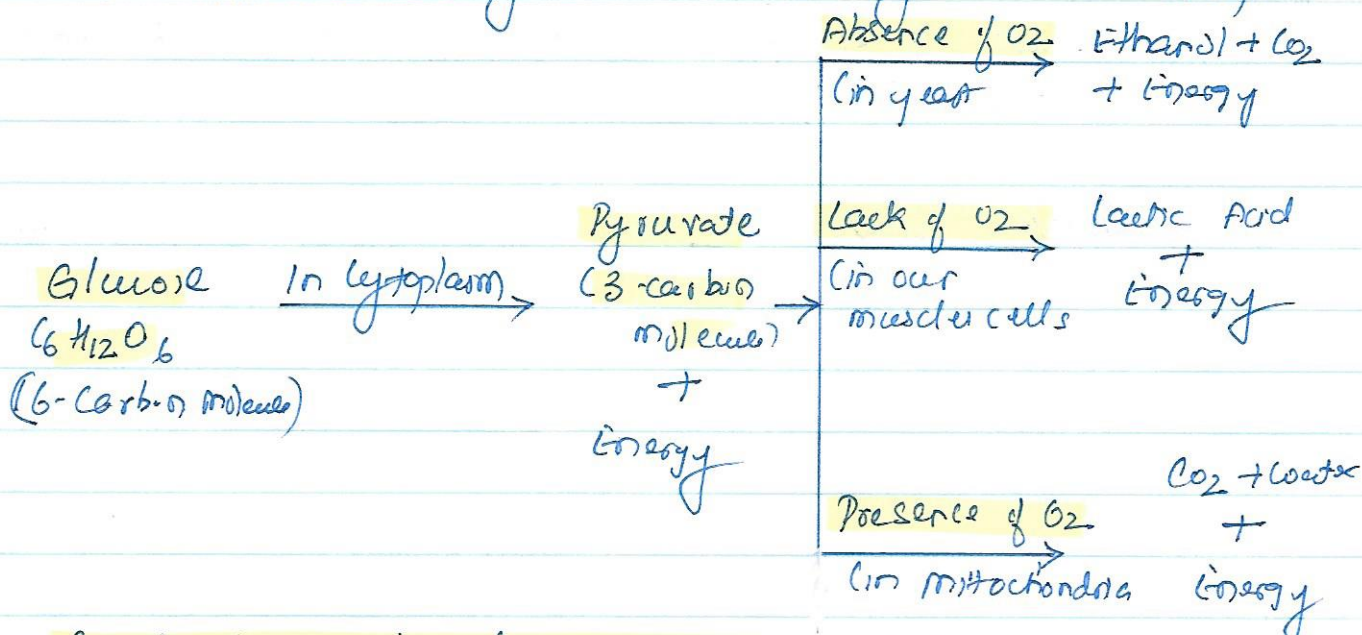 Absence of O2 Ethanol + CO2
(in yeast + Energy
Glucose
C6H12O6
(6-Carbon molecule)
In Cytoplasm
Pyruvate
(3-carbon
molecule)
+
Energy
Lack of O2 Lactic Acid
(in our +
muscle cells Energy
Presence of O2 CO2 + water
(in mitochondria +
Energy